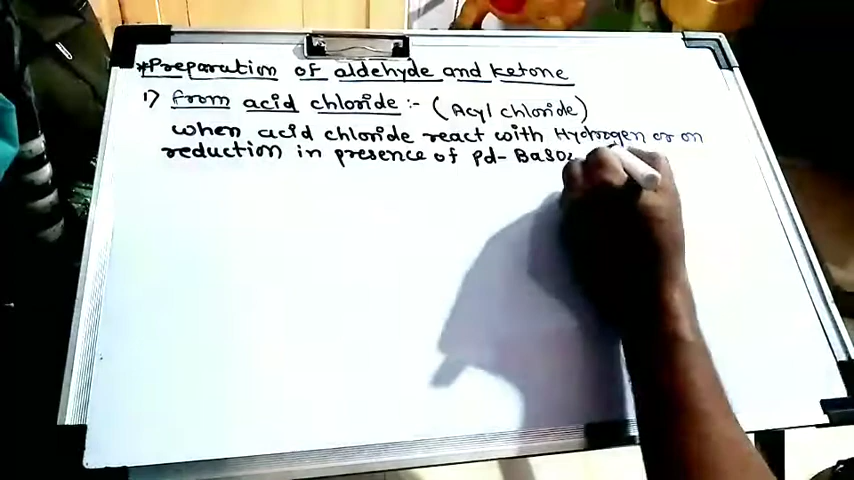 *Preparation of aldehyde and ketone
1) from acid chloride :- (Acyl chloride)
when acid chloride react with Hydrogen or on
reduction in presence of pd- BaSO4